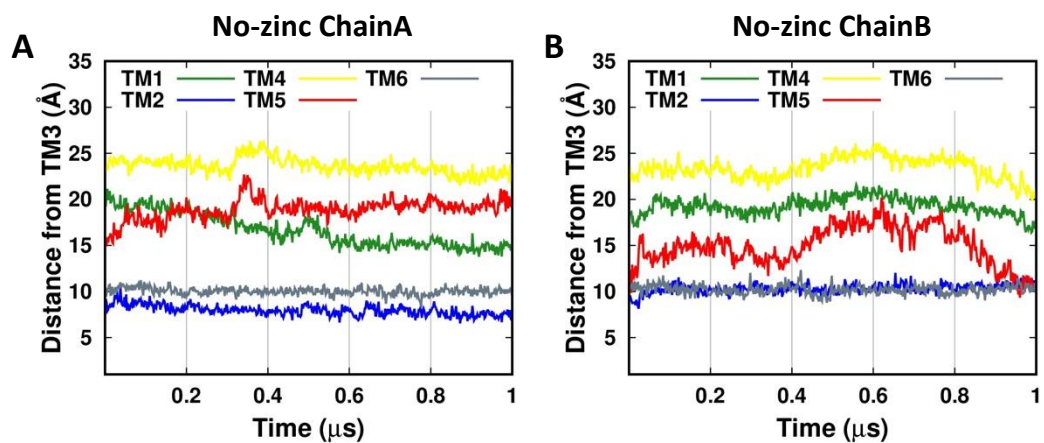 A
No-zinc ChainA
Distance from TM3 (Å)
35
30
25
20
15
10
5
TM1
TM4
TM6
TM2
TM5
0.2
0.4
0.6
0.8
1
Time (μs)
B
No-zinc ChainB
Distance from TM3 (Å)
35
30
25
20
15
10
5
TM1
TM4
TM6
TM2
TM5
0.2
0.4
0.6
0.8
1
Time (μs)